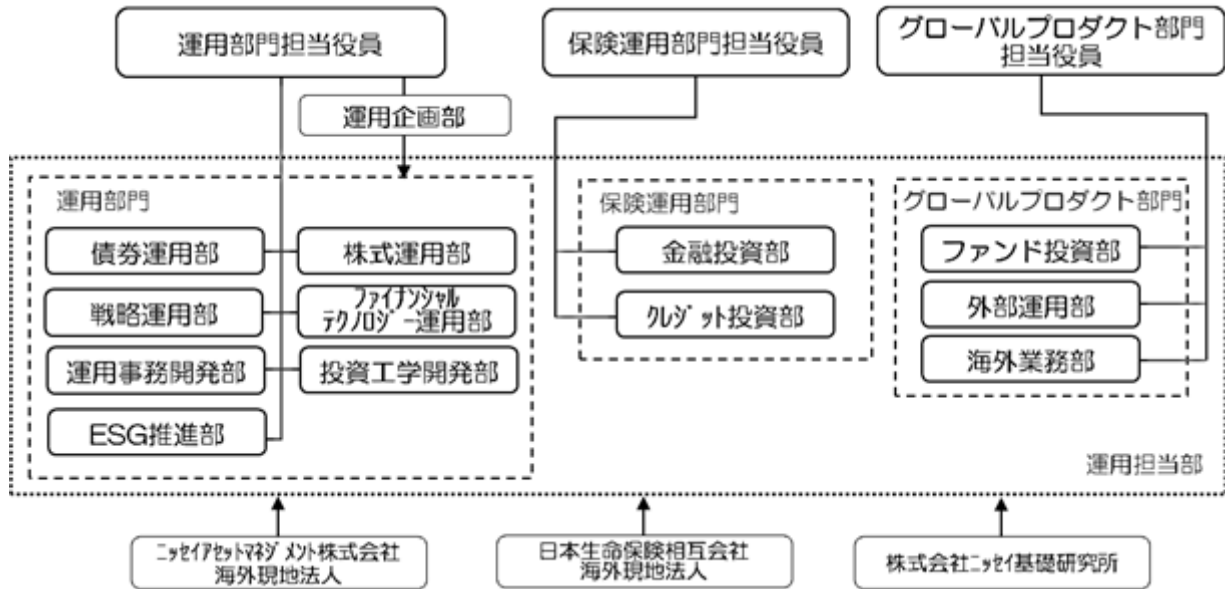 運用部門担当役員
保険運用部門担当役員
グローバルプロダクト部門
担当役員
運用企画部
運用部門
債券運用部
株式運用部
戦略運用部
ファイナンシャル
テクノロジー運用部
運用事務開発部
投資工学開発部
ESG推進部
保険運用部門
金融投資部
クレジット投資部
グローバルプロダクト部門
ファンド投資部
外部運用部
海外業務部
運用担当部
ニッセイアセットマネジメント株式会社
海外現地法人
日本生命保険相互会社
海外現地法人
株式会社ニッセイ基礎研究所